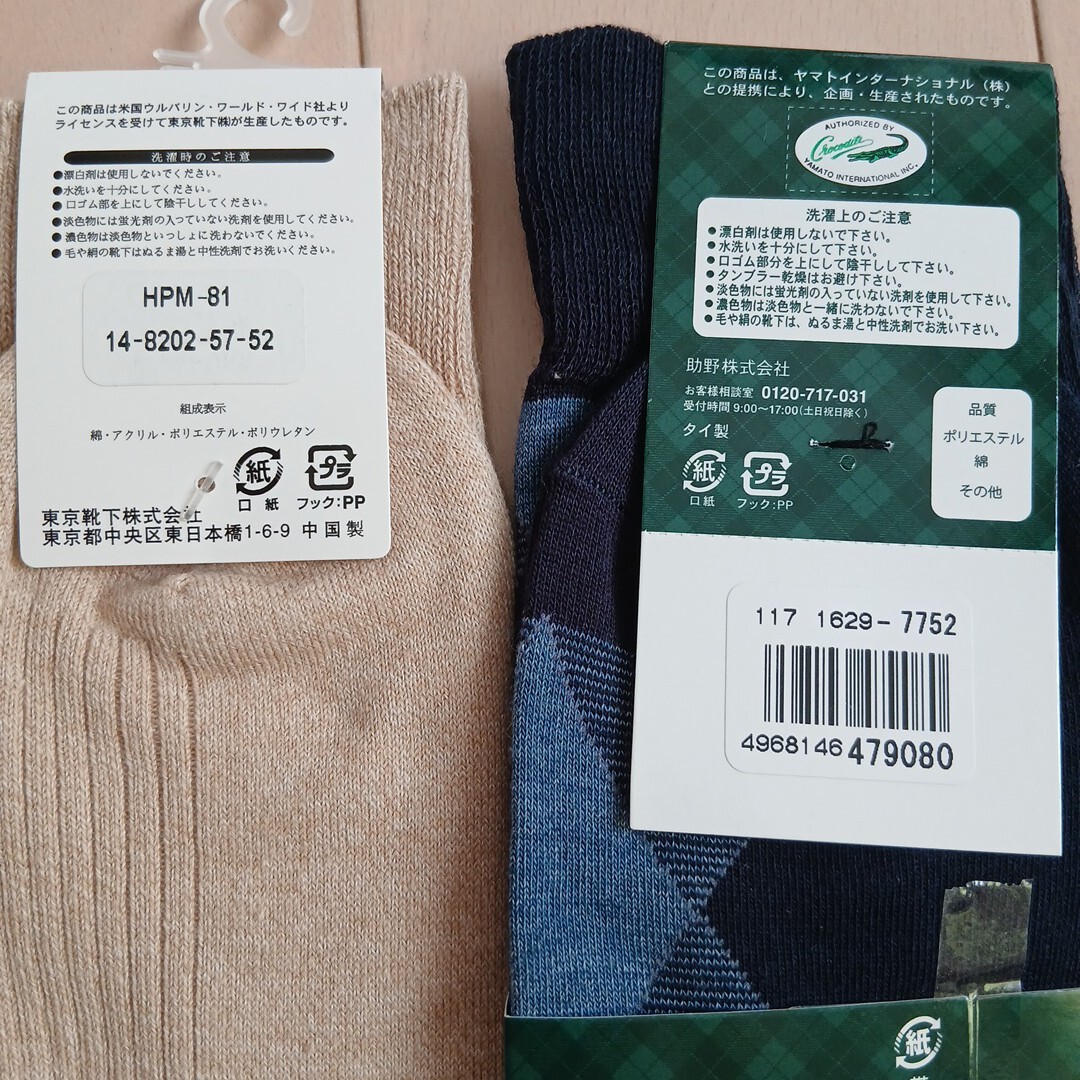 この商品は米国ウルバリン・ワールド・ワイド社より
ライセンスを受けて東京靴下㈱が生産したものです。
洗濯時のご注意
●漂白剤は使用しないでください。
●水洗いを十分にしてください。
●口ゴム部を上にして陰干ししてください。
●淡色物には蛍光剤の入っていない洗剤を使用してください。
●濃色物は淡色物といっしょに洗わないでください。
●毛や絹の靴下はぬるま湯と中性洗剤でお洗いください。
HPM-81
14-8202-57-52
組成表示
綿・アクリル・ポリエステル・ポリウレタン
紙
口紙
プラ
フック:PP
東京靴下株式会社
東京都中央区東日本橋1-6-9 中国製
この商品は、ヤマトインターナショナル（株）
との提携により、企画・生産されたものです。
AUTHORIZED BY
Crocodile
YAMATO INTERNATIONAL INC.
洗濯上のご注意
●漂白剤は使用しないで下さい。
●水洗いを十分にして下さい。
●口ゴム部分を上にして陰干しして下さい。
●タンブラー乾燥はお避け下さい。
●淡色物には蛍光剤の入っていない洗剤を使用して下さい。
●濃色物は淡色物と一緒に洗わないで下さい。
●毛や絹の靴下は、ぬるま湯と中性洗剤でお洗い下さい。
助野株式会社
お客様相談室 0120-717-031
受付時間 9:00〜17:00(土日祝日除く)
タイ製
紙
口紙
プラ
フック:PP
品質
ポリエステル
綿
その他
117 1629-7752
4968146479080
紙